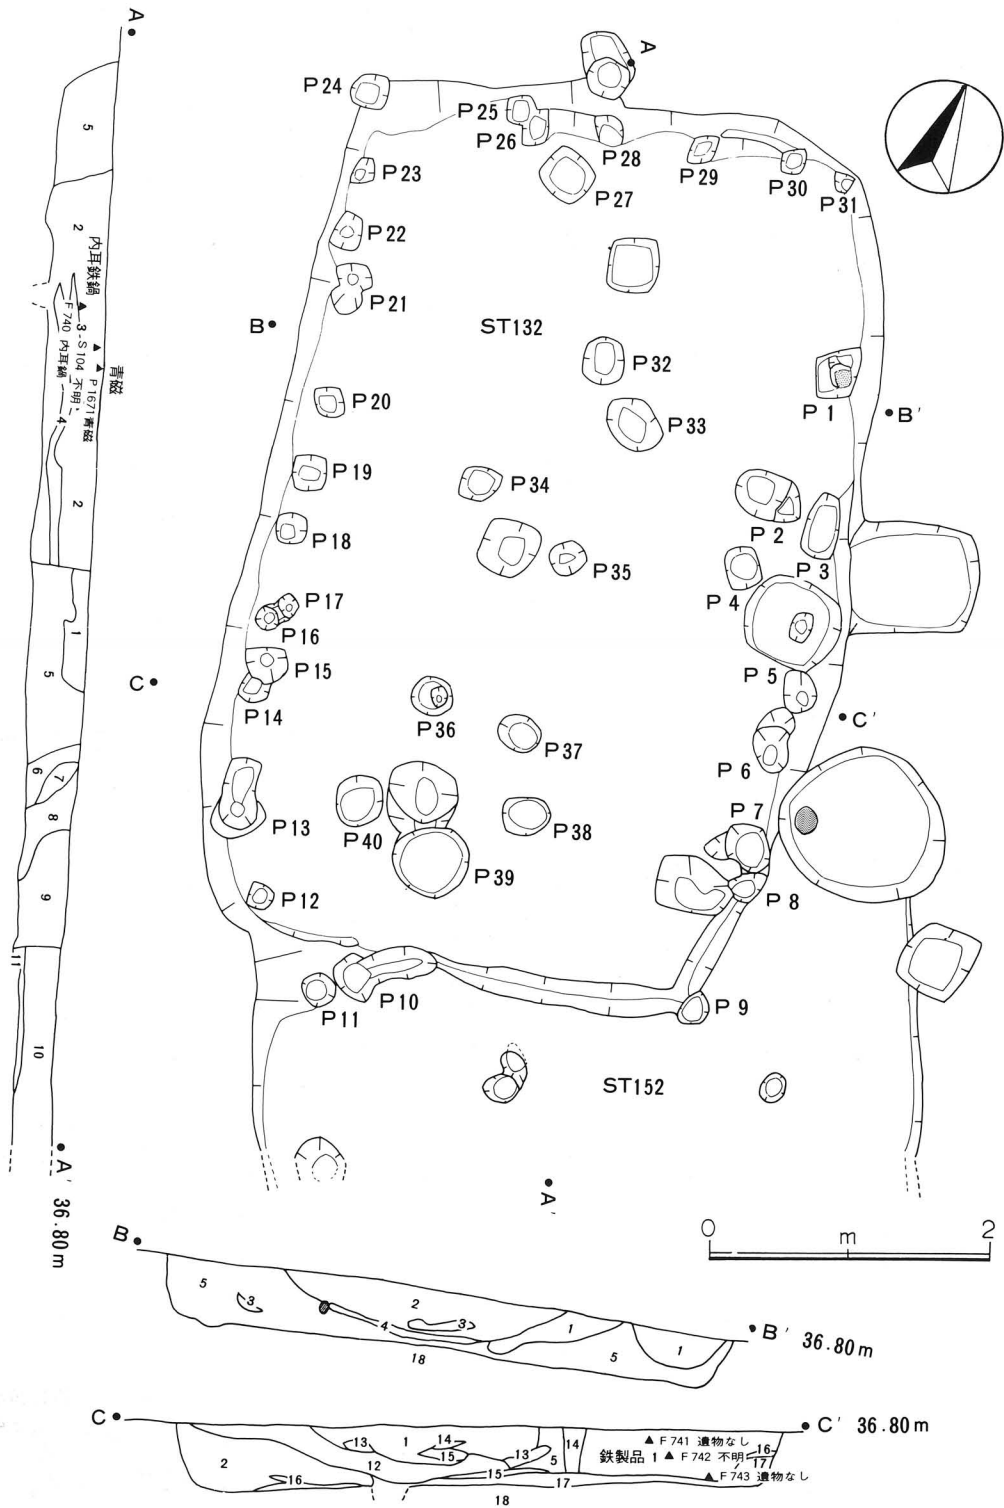 A
A
P24
P25
P26
P28
P29
P30
P31
P23
P27
P22
P21
B
ST132
P32
P1
B'
P20
P33
P19
P34
P2
P18
P35
P3
P4
P17
P16
P15
P14
C
P5
C'
P36
P37
P6
P13
P40
P38
P7
P39
P8
P12
P10
P11
P9
ST152
A'
5
2
内耳鉄鍋
▲ 3-S104 不明
F740 内耳鍋
▲ ▲ P1671青磁
青磁
4
2
1
5
6
7
8
9
11
10
A' 36.80m
0 m 2
B
5
3
2
4
3
1
1
5
18
B' 36.80m
C
2
16
12
13
1
14
15
13
15
5
14
17
18
▲ F741 遺物なし
鉄製品 1 ▲ F742 不明
▲ F743 遺物なし
16
17
C' 36.80m